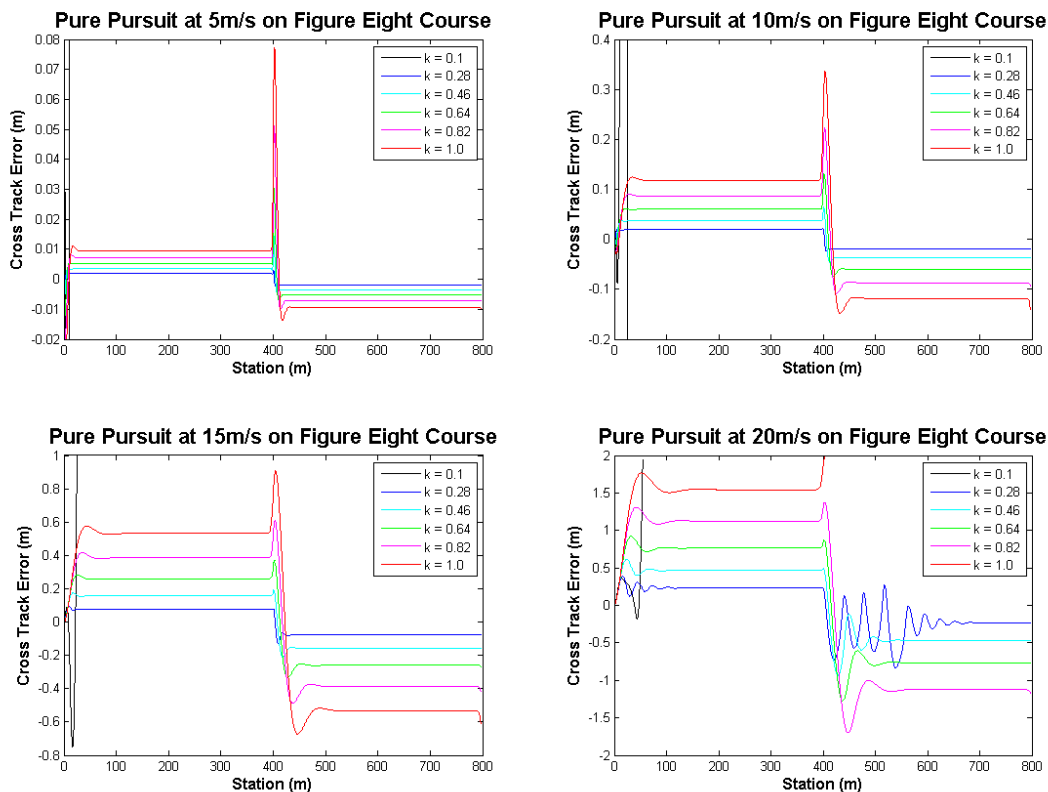 Pure Pursuit at 5m/s on Figure Eight Course
Cross Track Error (m)
0.08
0.07
0.06
0.05
0.04
0.03
0.02
0.01
0
-0.01
-0.02
0 100 200 300 400 500 600 700 800
Station (m)
k = 0.1
k = 0.28
k = 0.46
k = 0.64
k = 0.82
k = 1.0
Pure Pursuit at 10m/s on Figure Eight Course
Cross Track Error (m)
0.4
0.3
0.2
0.1
0
-0.1
-0.2
0 100 200 300 400 500 600 700 800
Station (m)
k = 0.1
k = 0.28
k = 0.46
k = 0.64
k = 0.82
k = 1.0
Pure Pursuit at 15m/s on Figure Eight Course
Cross Track Error (m)
1
0.8
0.6
0.4
0.2
0
-0.2
-0.4
-0.6
-0.8
0 100 200 300 400 500 600 700 800
Station (m)
k = 0.1
k = 0.28
k = 0.46
k = 0.64
k = 0.82
k = 1.0
Pure Pursuit at 20m/s on Figure Eight Course
Cross Track Error (m)
2
1.5
1
0.5
0
-0.5
-1
-1.5
-2
0 100 200 300 400 500 600 700 800
Station (m)
k = 0.1
k = 0.28
k = 0.46
k = 0.64
k = 0.82
k = 1.0